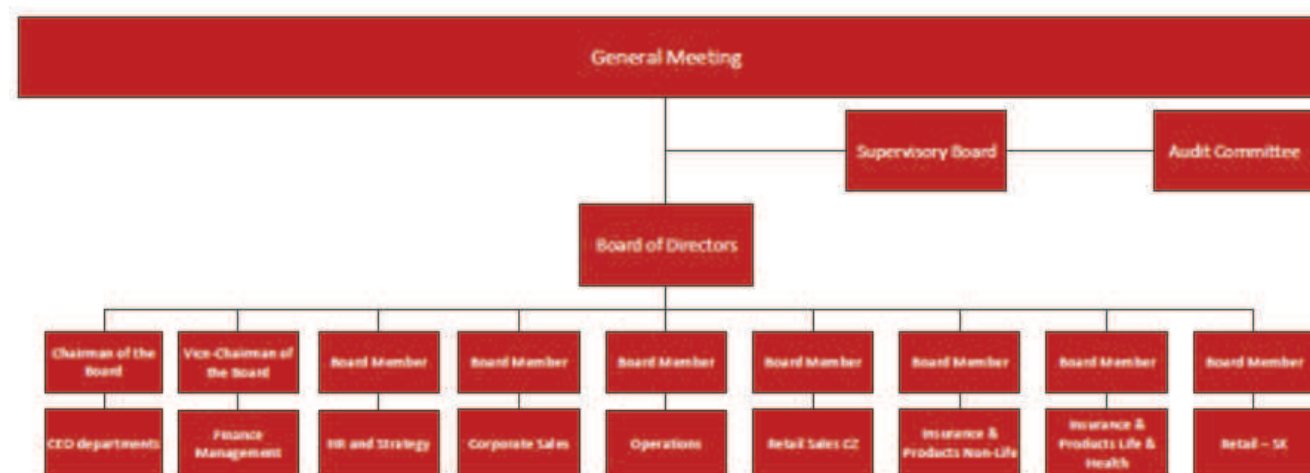 General Meeting
Supervisory Board
Audit Committee
Board of Directors
Chairman of the
Board
Vice-Chairman of
the Board
Board Member
Board Member
Board Member
Board Member
Board Member
Board Member
Board Member
CEO departments
Finance
Management
HR and Strategy
Corporate Sales
Operations
Retail Sales CZ
Insurance &
Products Non-Life
Insurance &
Products Life &
Health
Retail – SK